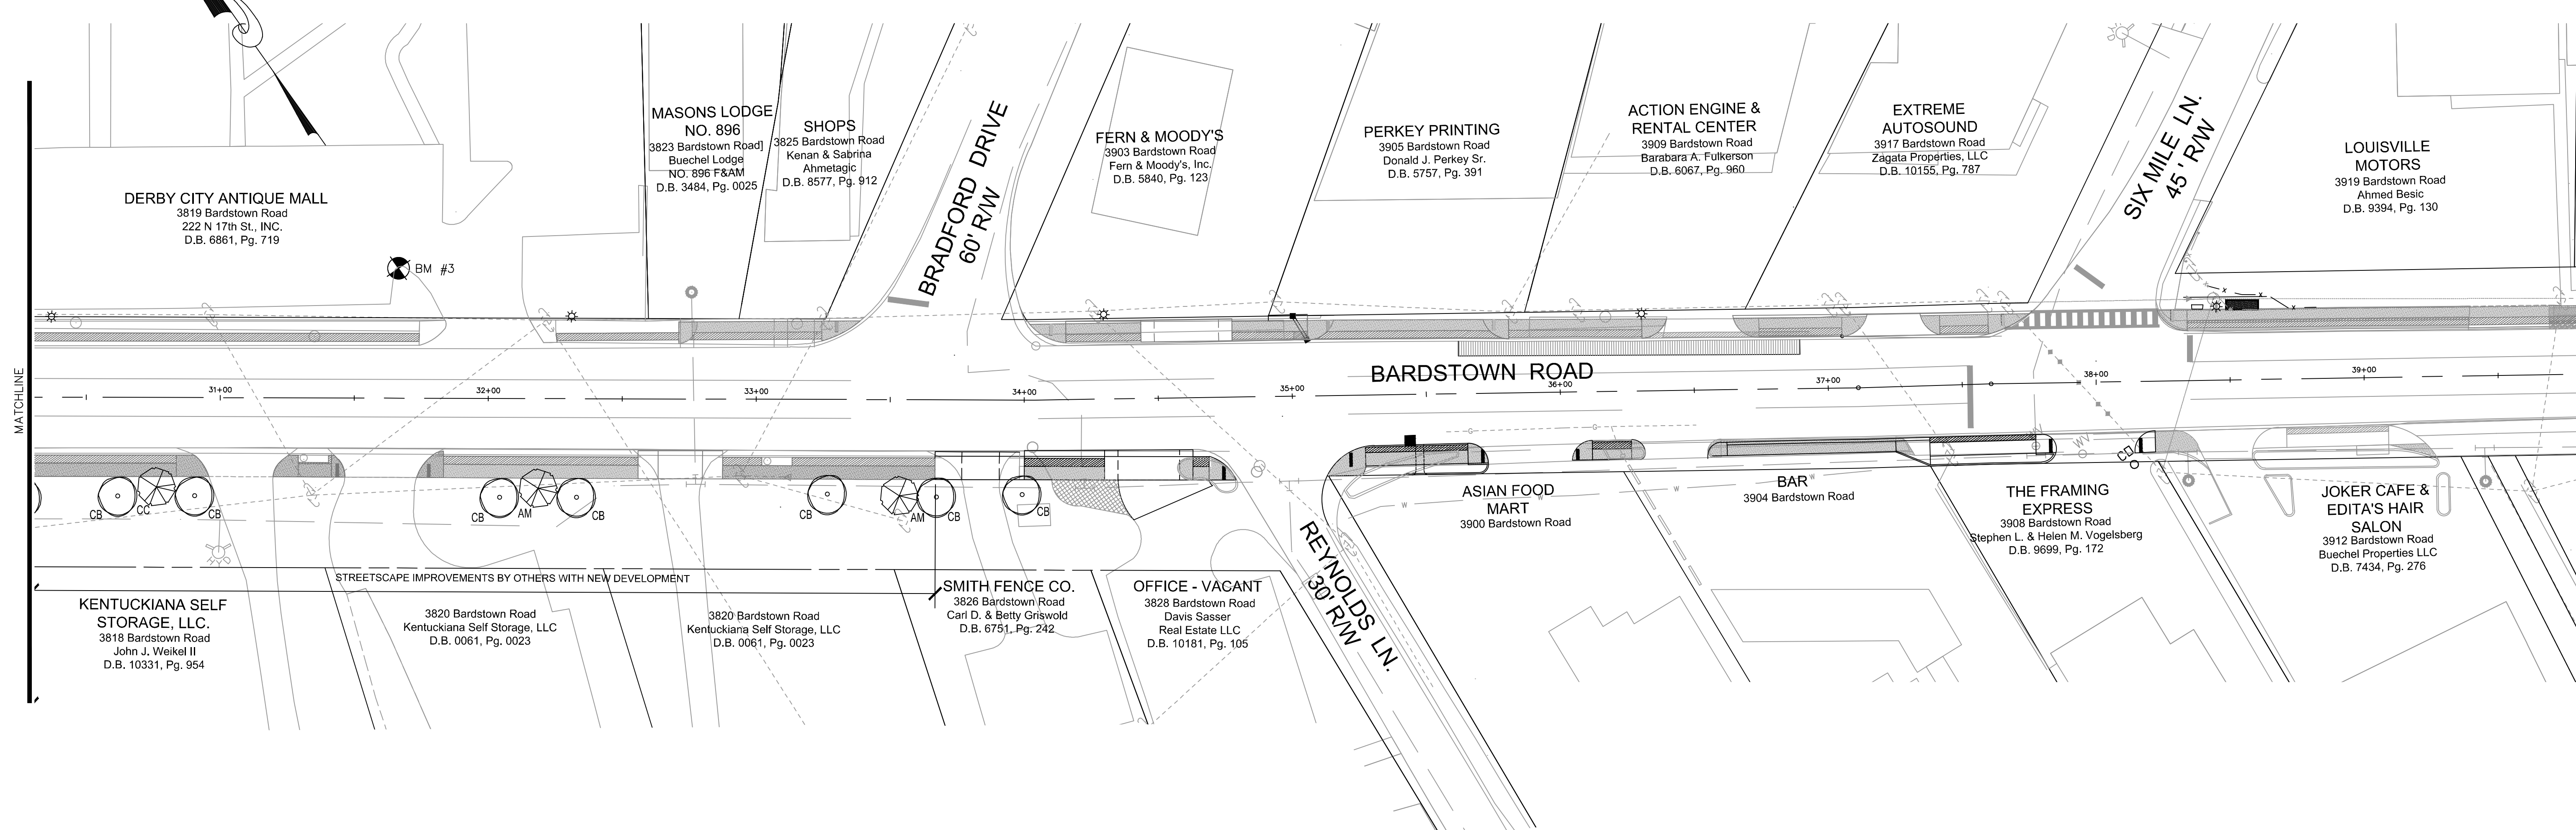 MATCHLINE
DERBY CITY ANTIQUE MALL
3819 Bardstown Road
222 N 17th St., INC.
D.B. 6861, Pg. 719
BM #3
MASONS LODGE
NO. 896
3823 Bardstown Road]
Buechel Lodge
NO. 896 F&AM
D.B. 3484, Pg. 0025
SHOPS
3825 Bardstown Road
Kenan & Sabrina
Ahmetagic
D.B. 8577, Pg. 912
BRADFORD DRIVE
60' R/W
FERN & MOODY'S
3903 Bardstown Road
Fern & Moody's, Inc.
D.B. 5840, Pg. 123
PERKEY PRINTING
3905 Bardstown Road
Donald J. Perkey Sr.
D.B. 5757, Pg. 391
ACTION ENGINE &
RENTAL CENTER
3909 Bardstown Road
Barabara A. Fulkerson
D.B. 6067, Pg. 960
EXTREME
AUTOSOUND
3917 Bardstown Road
Zagata Properties, LLC
D.B. 10155, Pg. 787
SIX MILE LN.
45' R/W
LOUISVILLE
MOTORS
3919 Bardstown Road
Ahmed Besic
D.B. 9394, Pg. 130
BARDSTOWN ROAD
31+00
32+00
33+00
34+00
35+00
36+00
37+00
38+00
39+00
G
G
WV
WV
CO
CB
CC
CB
CB
AM
CB
CB
AM
CB
CB
W
W
W
W
STREETSCAPE IMPROVEMENTS BY OTHERS WITH NEW DEVELOPMENT
KENTUCKIANA SELF
STORAGE, LLC.
3818 Bardstown Road
John J. Weikel II
D.B. 10331, Pg. 954
3820 Bardstown Road
Kentuckiana Self Storage, LLC
D.B. 0061, Pg. 0023
3820 Bardstown Road
Kentuckiana Self Storage, LLC
D.B. 0061, Pg. 0023
SMITH FENCE CO.
3826 Bardstown Road
Carl D. & Betty Griswold
D.B. 6751, Pg. 242
OFFICE - VACANT
3828 Bardstown Road
Davis Sasser
Real Estate LLC
D.B. 10181, Pg. 105
REYNOLDS LN.
30' R/W
ASIAN FOOD
MART
3900 Bardstown Road
BAR
3904 Bardstown Road
THE FRAMING
EXPRESS
3908 Bardstown Road
Stephen L. & Helen M. Vogelsberg
D.B. 9699, Pg. 172
JOKER CAFE &
EDITA'S HAIR
SALON
3912 Bardstown Road
Buechel Properties LLC
D.B. 7434, Pg. 276